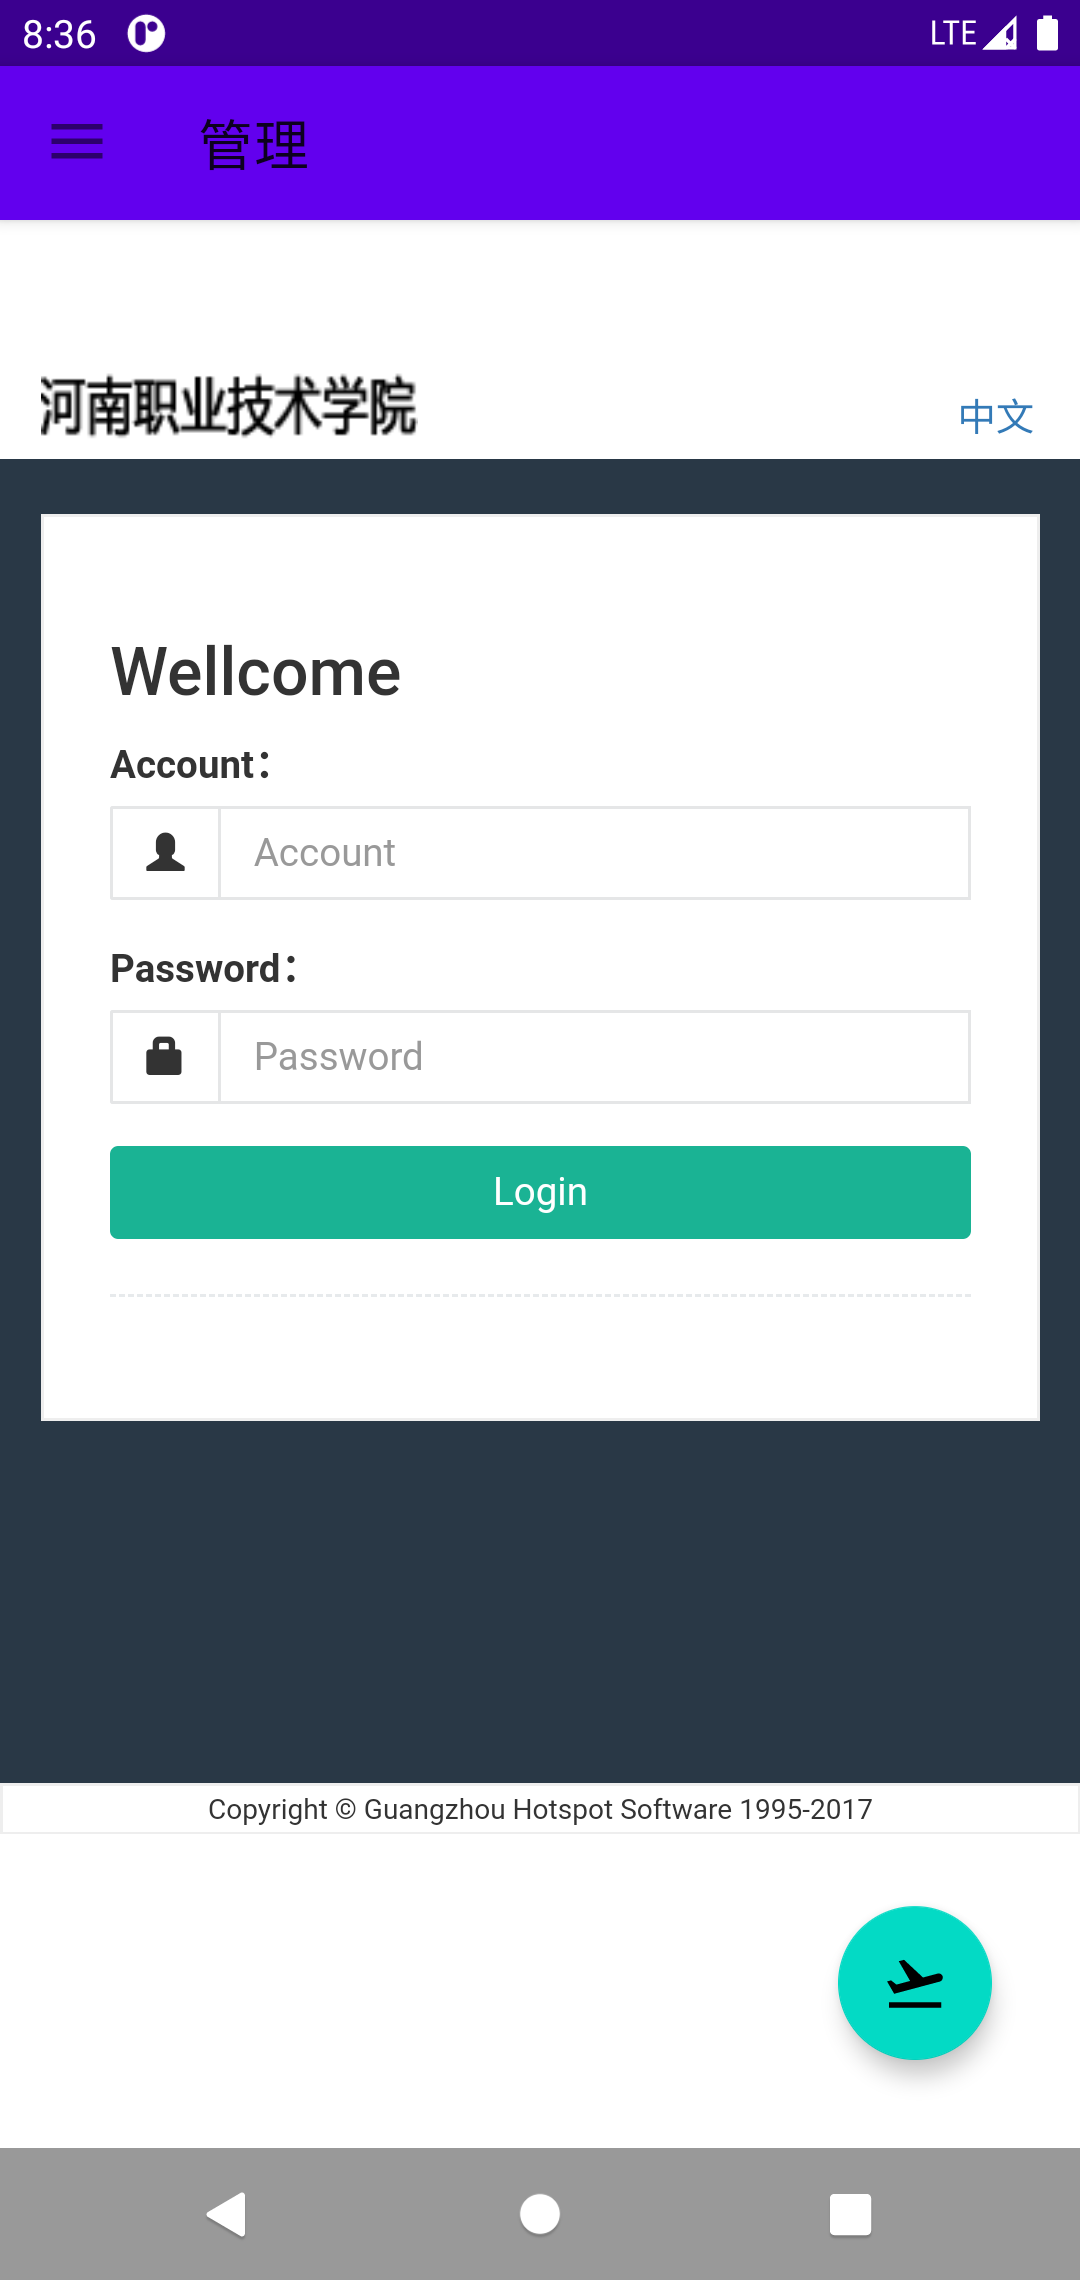 8:36 LTE
管理
河南职业技术学院
中文
Wellcome
Account：
Account
Password：
Password
Login
Copyright © Guangzhou Hotspot Software 1995-2017